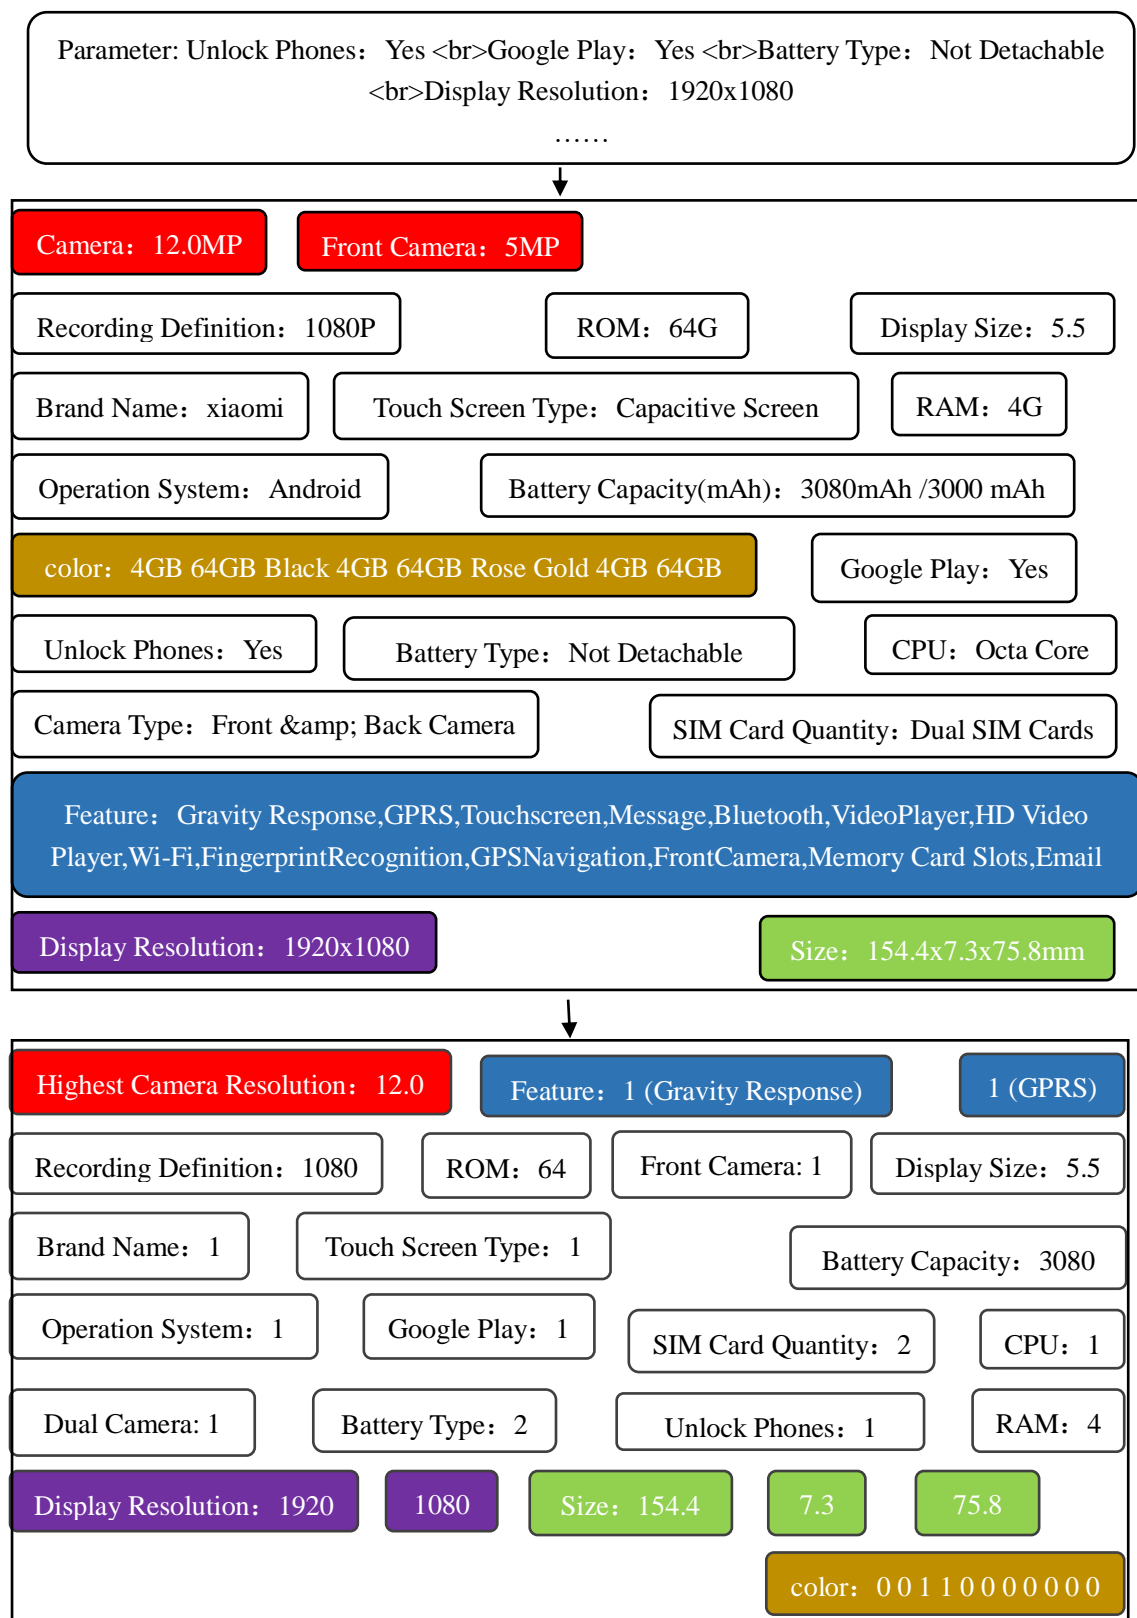 Parameter: Unlock Phones：Yes <br>Google Play：Yes <br>Battery Type：Not Detachable
<br>Display Resolution：1920x1080
……
Camera：12.0MP
Front Camera：5MP
Recording Definition：1080P
ROM：64G
Display Size：5.5
Brand Name：xiaomi
Touch Screen Type：Capacitive Screen
RAM：4G
Operation System：Android
Battery Capacity(mAh)：3080mAh /3000 mAh
color：4GB 64GB Black 4GB 64GB Rose Gold 4GB 64GB
Google Play：Yes
Unlock Phones：Yes
Battery Type：Not Detachable
CPU：Octa Core
Camera Type：Front &amp; Back Camera
SIM Card Quantity：Dual SIM Cards
Feature：Gravity Response,GPRS,Touchscreen,Message,Bluetooth,VideoPlayer,HD Video
Player,Wi-Fi,FingerprintRecognition,GPSNavigation,FrontCamera,Memory Card Slots,Email
Display Resolution：1920x1080
Size：154.4x7.3x75.8mm
Highest Camera Resolution：12.0
Feature：1 (Gravity Response)
1 (GPRS)
Recording Definition：1080
ROM：64
Front Camera: 1
Display Size：5.5
Brand Name：1
Touch Screen Type：1
Battery Capacity：3080
Operation System：1
Google Play：1
SIM Card Quantity：2
CPU：1
Dual Camera: 1
Battery Type：2
Unlock Phones：1
RAM：4
Display Resolution：1920
1080
Size：154.4
7.3
75.8
color：0 0 1 1 0 0 0 0 0 0 0